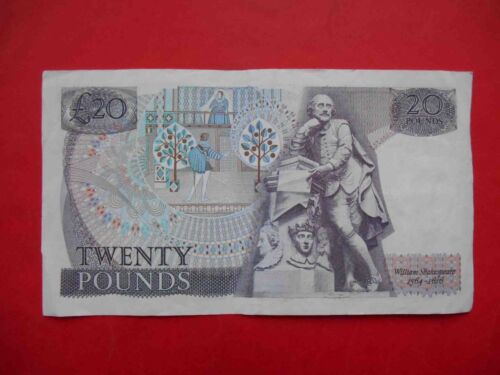 £20
20
POUNDS
TWENTY
POUNDS
William Shakespeare
1564–1616